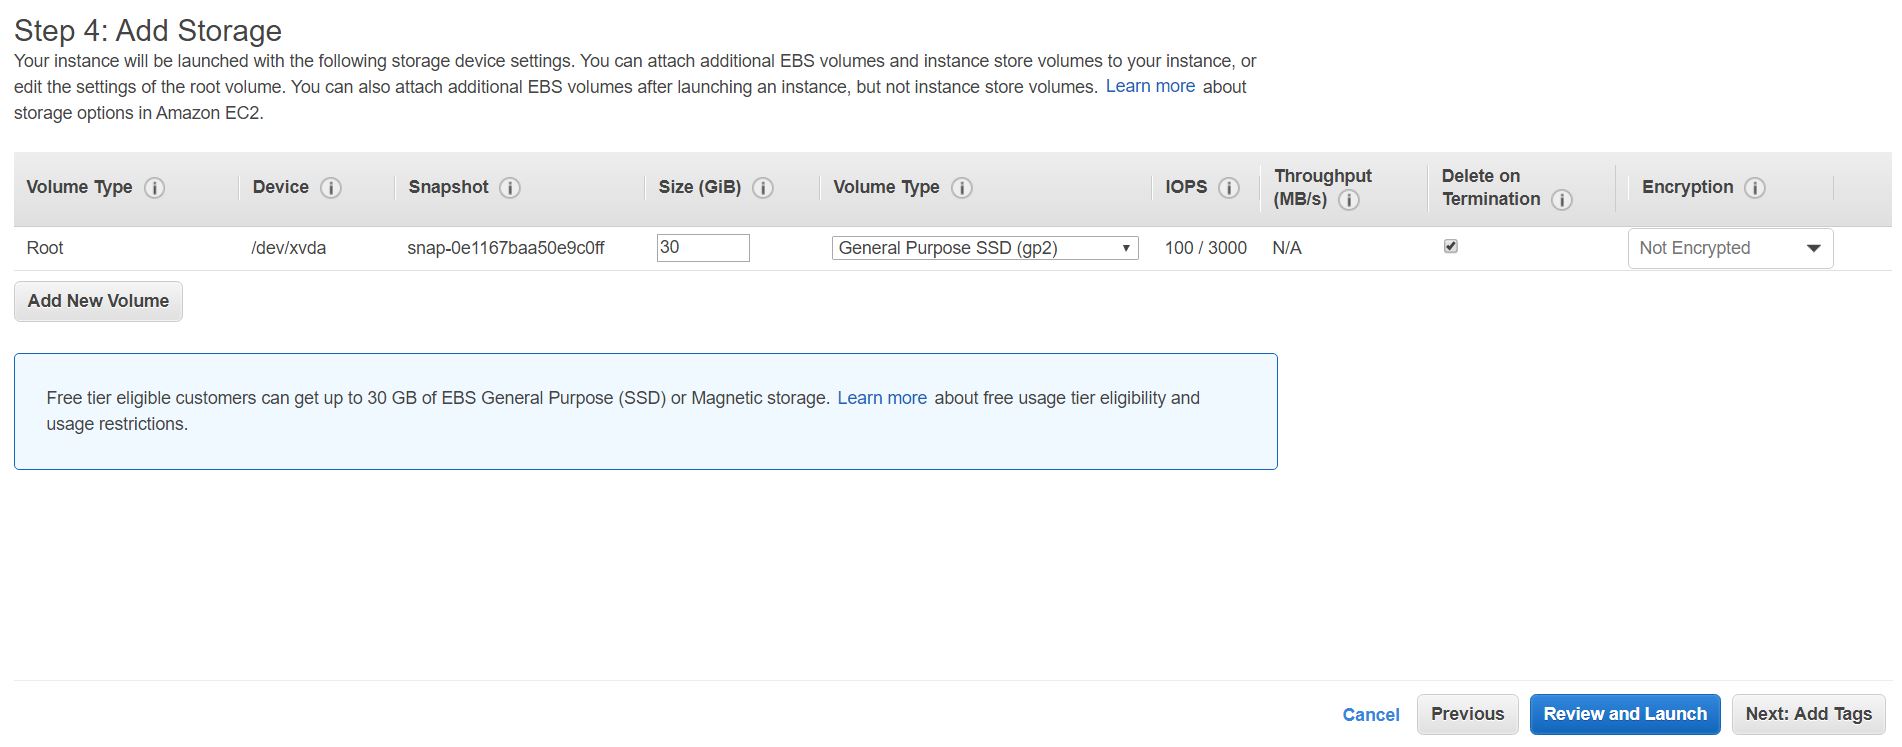 Step 4: Add Storage
Your instance will be launched with the following storage device settings. You can attach additional EBS volumes and instance store volumes to your instance, or
edit the settings of the root volume. You can also attach additional EBS volumes after launching an instance, but not instance store volumes. Learn more about
storage options in Amazon EC2.
Volume Type i Device i Snapshot i Size (GiB) i Volume Type i IOPS i Throughput (MB/s) i Delete on Termination i Encryption i
Root /dev/xvda snap-0e1167baa50e9c0ff 30 General Purpose SSD (gp2) 100 / 3000 N/A Not Encrypted
Add New Volume
Free tier eligible customers can get up to 30 GB of EBS General Purpose (SSD) or Magnetic storage. Learn more about free usage tier eligibility and
usage restrictions.
Cancel Previous Review and Launch Next: Add Tags